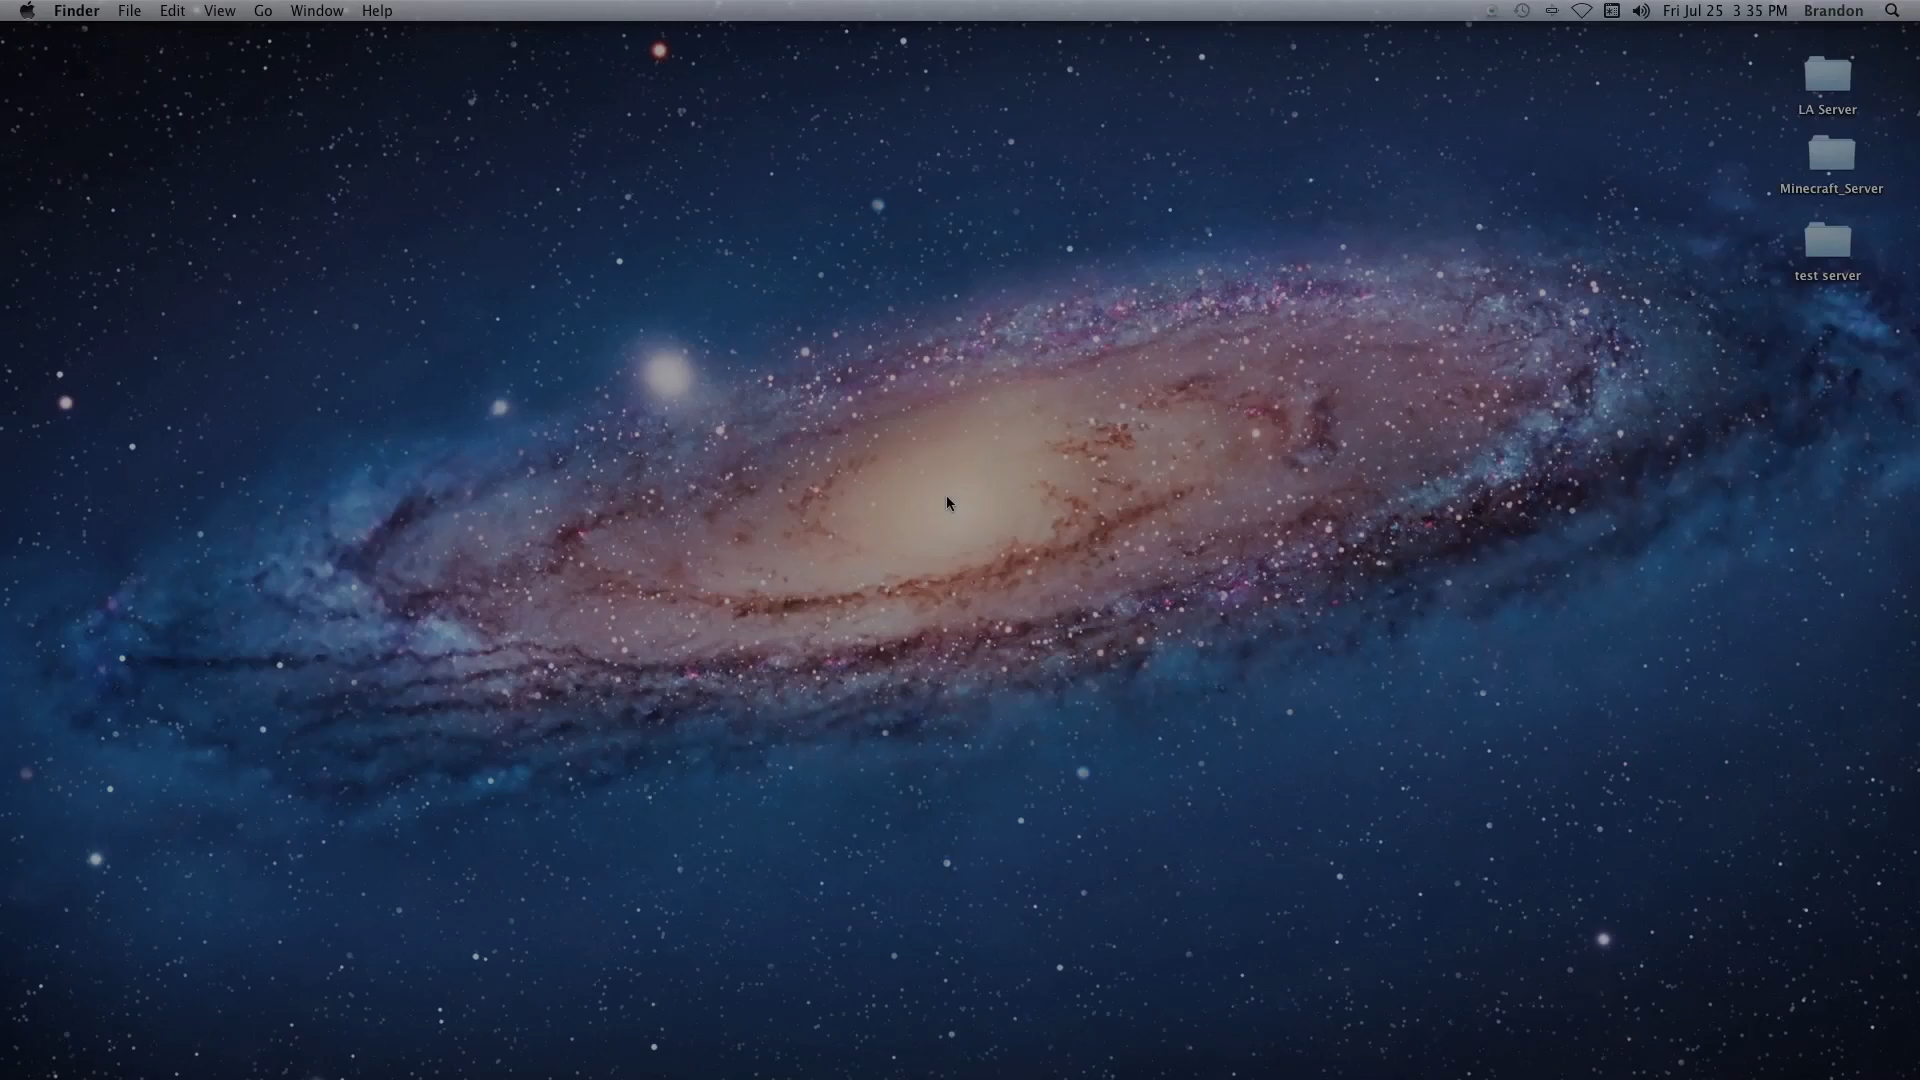 Finder File Edit View Go Window Help Fri Jul 25 3 35 PM Brandon
LA Server
Minecraft_Server
test server